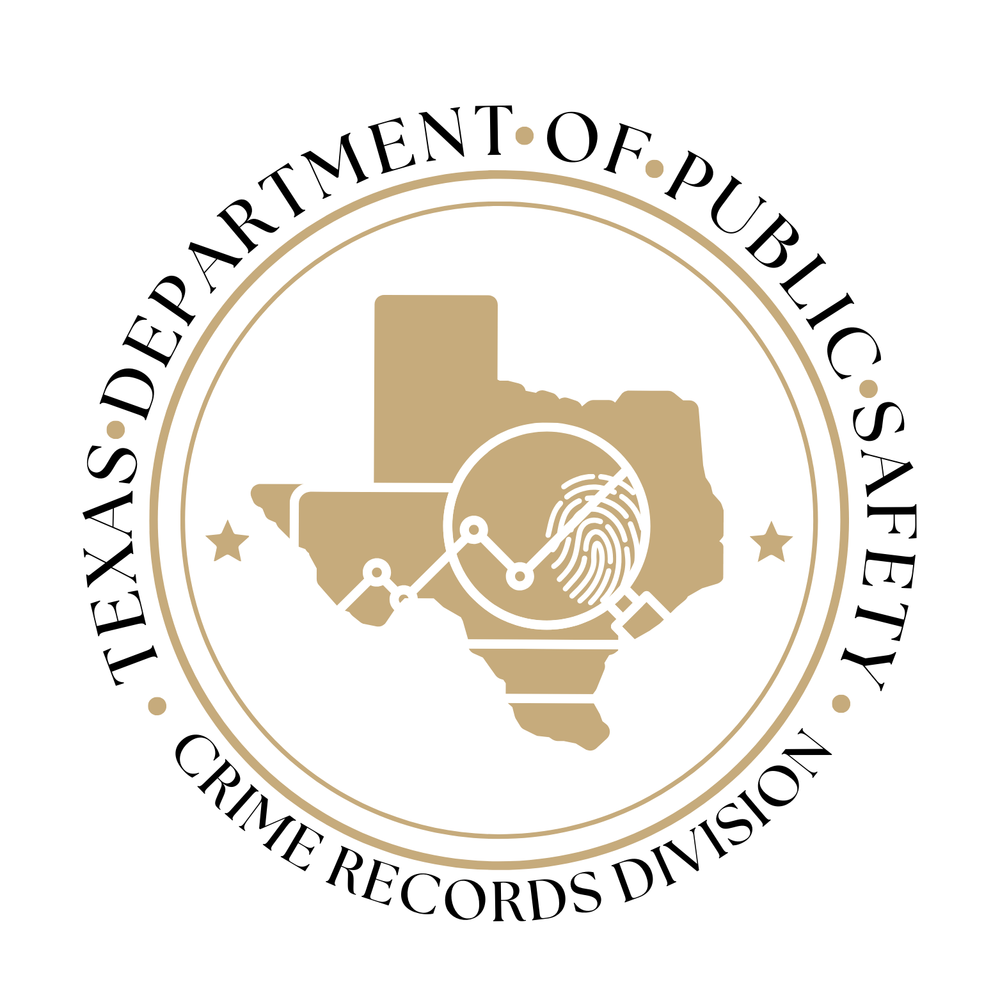 TEXAS•DEPARTMENT•OF•PUBLIC•SAFETY
• CRIME RECORDS DIVISION •